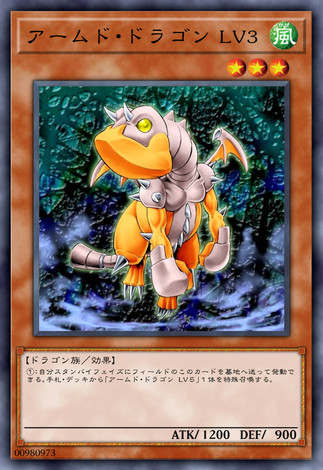 アームド・ドラゴン LV3
風
【ドラゴン族／効果】
①:自分スタンバイフェイズにフィールドのこのカードを墓地へ送って発動で
きる。手札・デッキから「アームド・ドラゴン LV5」1体を特殊召喚する。
ATK/ 1200 DEF/ 900
00980973